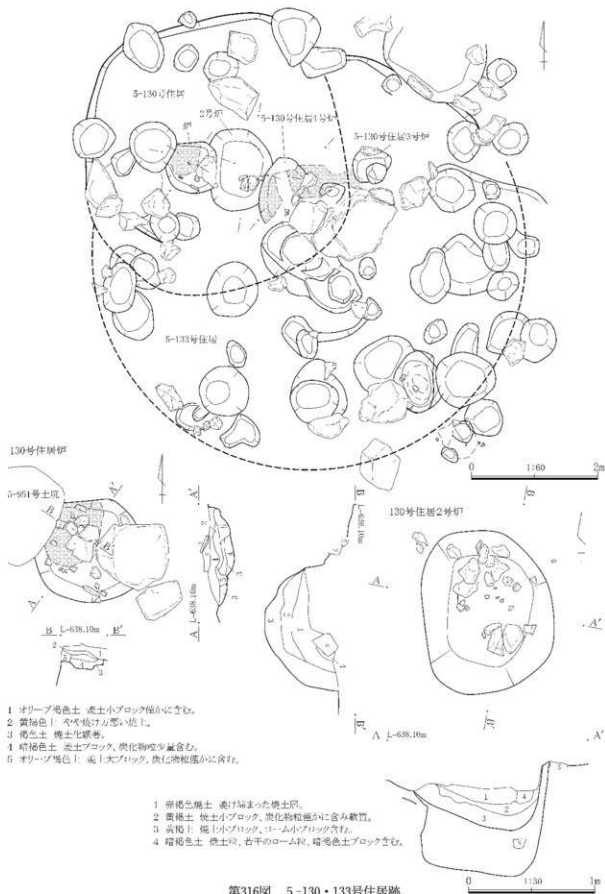 5-130号住居
2号炉
炉
5-130号住居1号炉
5-130号住居3号炉
5-133号住居
0 1:60 2m
130号住居炉
5-951号土坑
A′
B
B′
A
B L-638.10m B′
2
3
A′
A L-638.10m
B L-638.10m
B′
130号住居2号炉
B
A
A′
B′
A L-638.10m A′
1 オリーブ褐色土 焼土小ブロック僅かに含む。
2 黄褐色土 やや焼け方悪い焼土。
3 褐色土 焼土化顕著。
4 暗褐色土 焼土ブロック、炭化物粒少量含む。
5 オリーブ褐色土 焼土大ブロック、炭化物粒僅かに含む。
1 赤褐色焼土 焼け締まった焼土層。
2 黄褐土 焼土小ブロック、炭化物粒僅かに含み軟質。
3 黄褐土 焼土小ブロック、ローム小ブロック含む。
4 暗褐色土 焼土粒、若干のローム粒、暗褐色土ブロック含む。
0 1:30 1m
第316図 5-130・133号住居跡